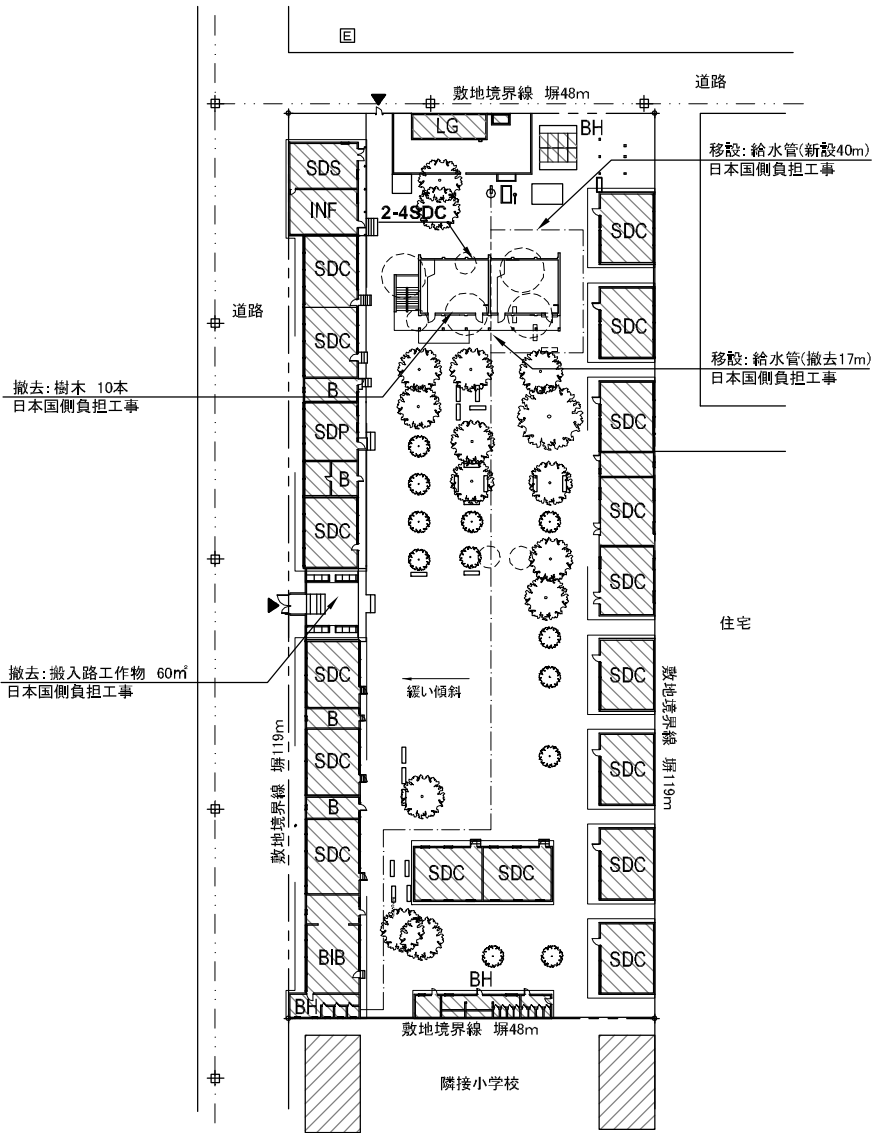 E
道路
敷地境界線 塀48m
LG
BH
移設：給水管(新設40m)
日本国側負担工事
SDS
INF
2-4SDC
SDC
SDC
道路
SDC
SDC
移設：給水管(撤去17m)
日本国側負担工事
撤去：樹木 10本
日本国側負担工事
B
SDP
SDC
B
SDC
SDC
SDC
住宅
撤去：搬入路工作物 60㎡
日本国側負担工事
SDC
緩い傾斜
SDC
敷地境界線 塀119m
B
敷地境界線 塀119m
SDC
SDC
B
SDC
SDC
SDC
SDC
BIB
SDC
BH
BH
敷地境界線 塀48m
隣接小学校